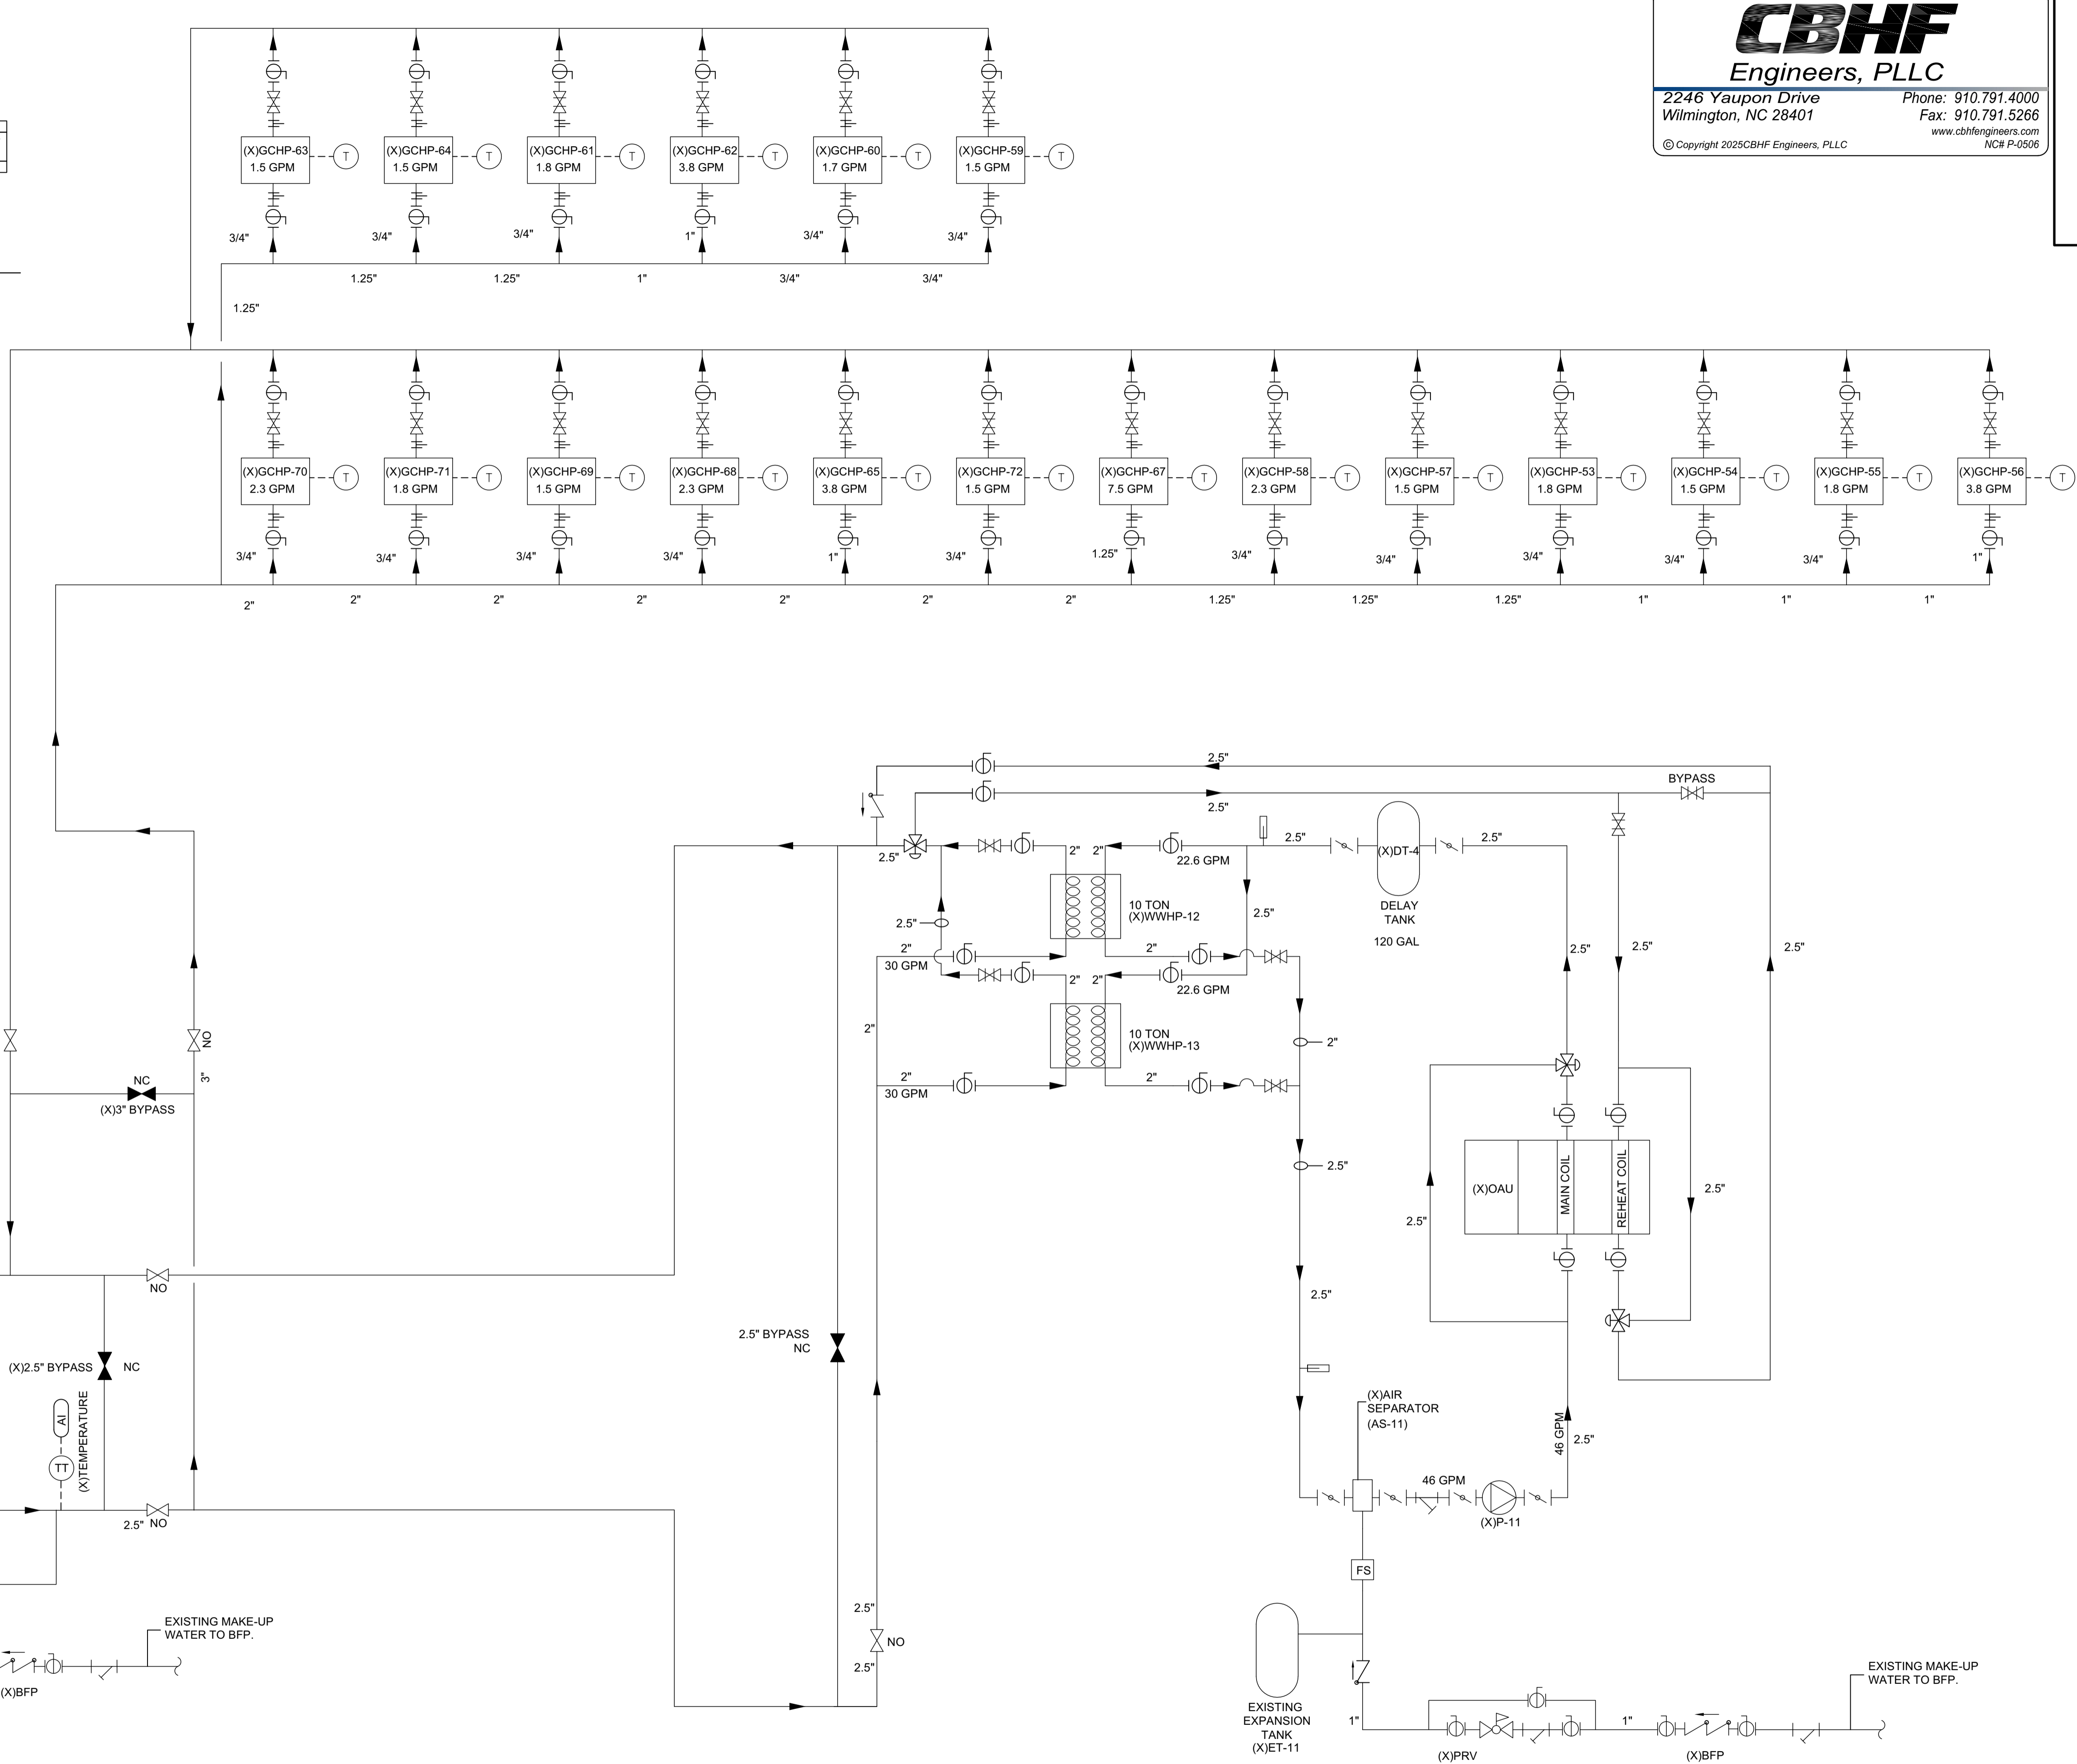 CBHF
Engineers, PLLC
2246 Yaupon Drive
Wilmington, NC 28401
Phone: 910.791.4000
Fax: 910.791.5266
www.cbhfengineers.com
NC# P-0506
© Copyright 2025CBHF Engineers, PLLC
(X)GCHP-63
1.5 GPM
T
(X)GCHP-64
1.5 GPM
T
(X)GCHP-61
1.8 GPM
T
(X)GCHP-62
3.8 GPM
T
(X)GCHP-60
1.7 GPM
T
(X)GCHP-59
1.5 GPM
T
3/4"
3/4"
3/4"
1"
3/4"
3/4"
1.25"
1.25"
1"
3/4"
3/4"
1.25"
(X)GCHP-70
2.3 GPM
T
(X)GCHP-71
1.8 GPM
T
(X)GCHP-69
1.5 GPM
T
(X)GCHP-68
2.3 GPM
T
(X)GCHP-65
3.8 GPM
T
(X)GCHP-72
1.5 GPM
T
(X)GCHP-67
7.5 GPM
T
(X)GCHP-58
2.3 GPM
T
(X)GCHP-57
1.5 GPM
T
(X)GCHP-53
1.8 GPM
T
(X)GCHP-54
1.5 GPM
T
(X)GCHP-55
1.8 GPM
T
(X)GCHP-56
3.8 GPM
T
3/4"
3/4"
3/4"
3/4"
1"
3/4"
1.25"
3/4"
3/4"
3/4"
3/4"
3/4"
1"
2"
2"
2"
2"
2"
2"
2"
1.25"
1.25"
1.25"
1"
1"
1"
2.5"
BYPASS
2.5"
2.5"
2"
2"
22.6 GPM
2.5"
(X)DT-4
2.5"
DELAY
TANK
120 GAL
10 TON
(X)WWHP-12
2.5"
2.5"
2"
30 GPM
2"
2"
2"
22.6 GPM
2.5"
2.5"
2.5"
10 TON
(X)WWHP-13
2"
2"
2"
30 GPM
2"
NO
3"
NC
(X)3" BYPASS
2.5"
(X)OAU
MAIN COIL
REHEAT COIL
2.5"
2.5"
2.5"
NO
2.5" BYPASS
NC
(X)2.5" BYPASS
NC
AI
TT
(X)TEMPERATURE
2.5"
NO
(X)AIR
SEPARATOR
(AS-11)
46 GPM
2.5"
46 GPM
(X)P-11
FS
2.5"
NO
2.5"
EXISTING MAKE-UP
WATER TO BFP.
(X)BFP
EXISTING
EXPANSION
TANK
(X)ET-11
1"
(X)PRV
1"
(X)BFP
EXISTING MAKE-UP
WATER TO BFP.